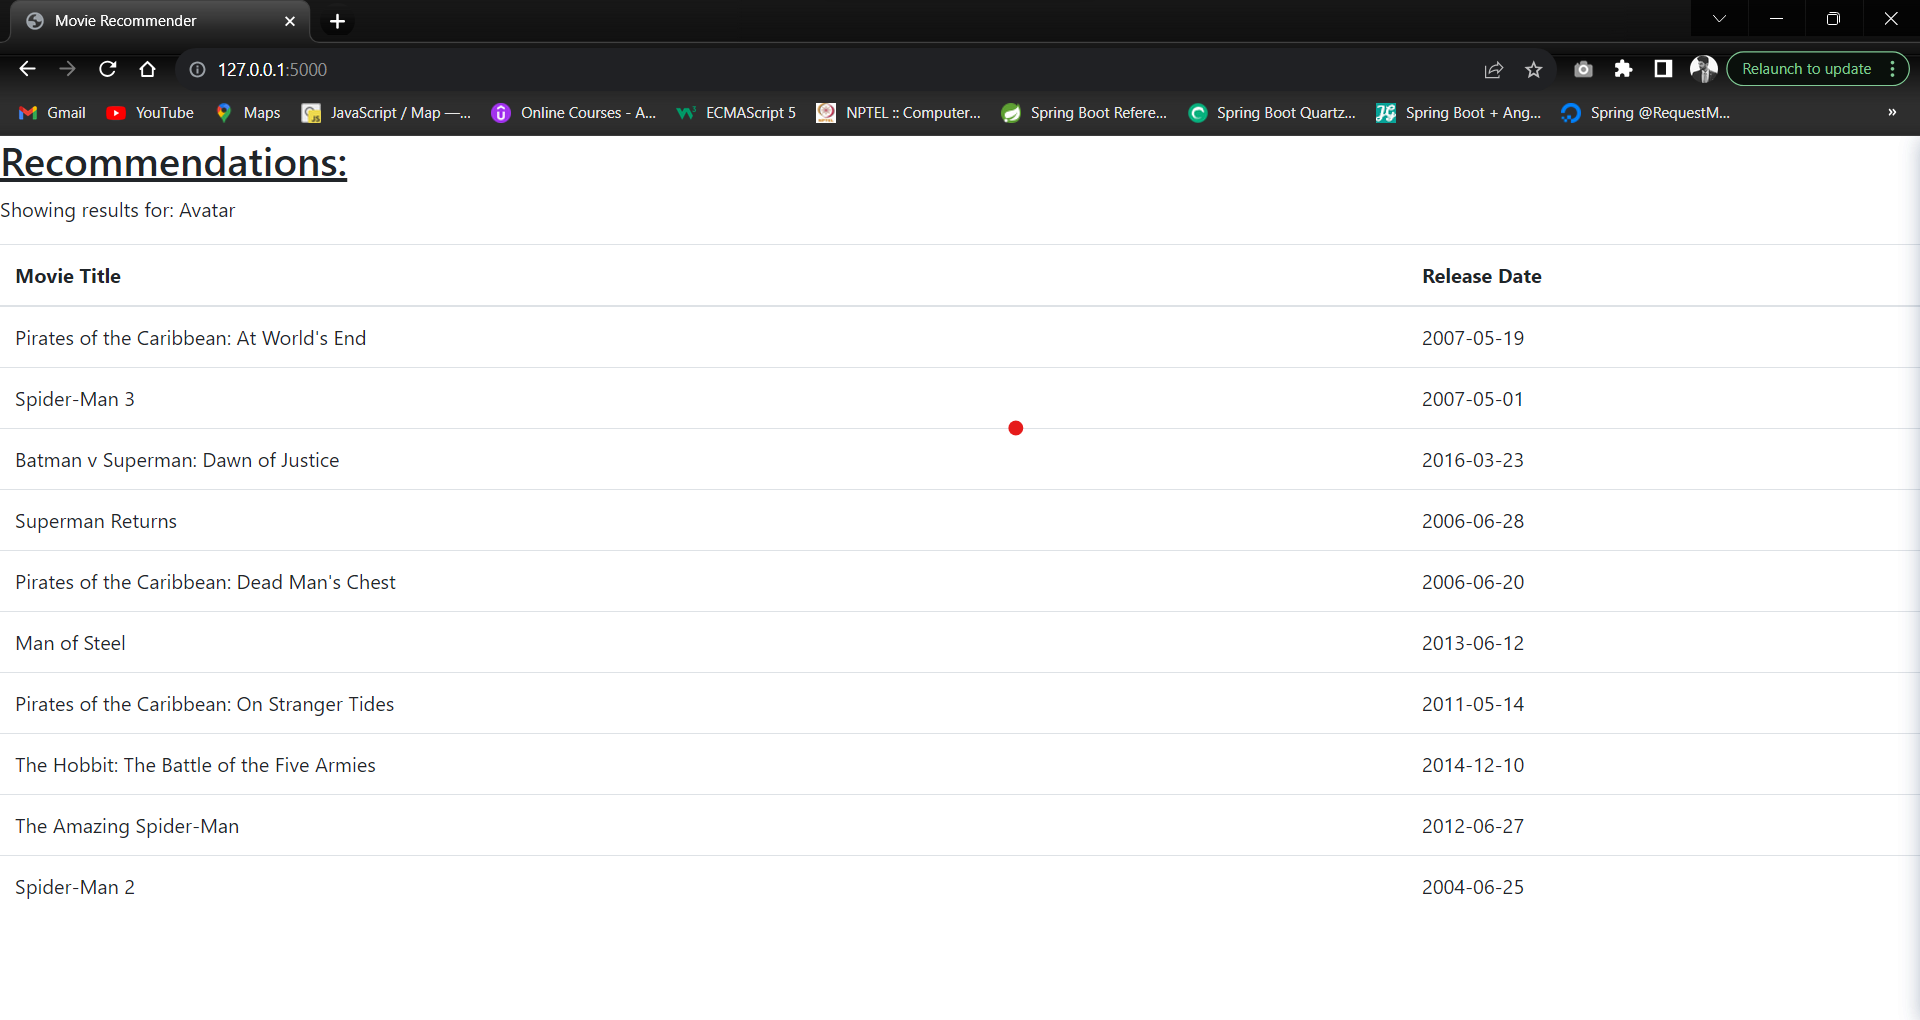 Movie Recommender
127.0.0.1:5000
Relaunch to update
Gmail
YouTube
Maps
JavaScript / Map —...
Online Courses - A...
ECMAScript 5
NPTEL :: Computer...
Spring Boot Refere...
Spring Boot Quartz...
Spring Boot + Ang...
Spring @RequestM...
»
Recommendations:
Showing results for: Avatar
Movie Title Release Date
Pirates of the Caribbean: At World's End 2007-05-19
Spider-Man 3 2007-05-01
Batman v Superman: Dawn of Justice 2016-03-23
Superman Returns 2006-06-28
Pirates of the Caribbean: Dead Man's Chest 2006-06-20
Man of Steel 2013-06-12
Pirates of the Caribbean: On Stranger Tides 2011-05-14
The Hobbit: The Battle of the Five Armies 2014-12-10
The Amazing Spider-Man 2012-06-27
Spider-Man 2 2004-06-25